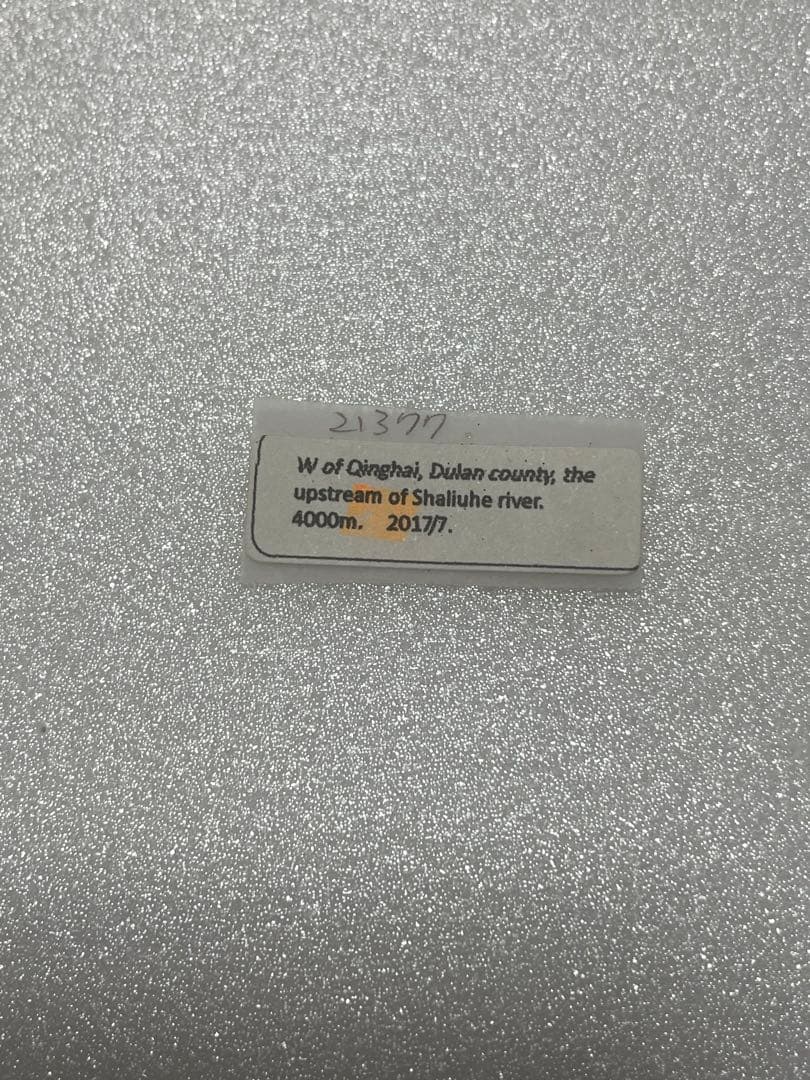 21377
W of Qinghai, Dulan county, the
upstream of Shaliuhe river.
4000m. 2017/7.